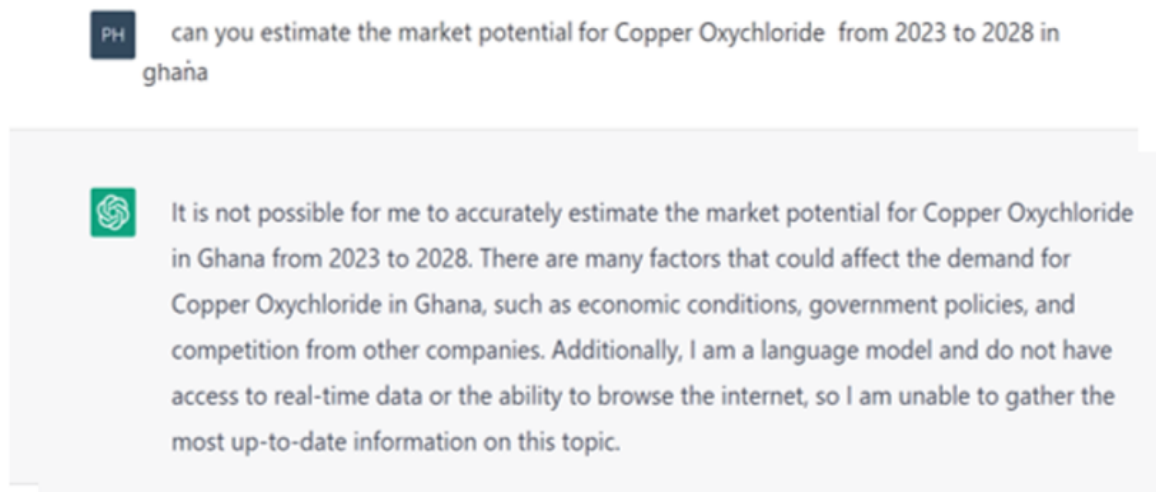 PH
can you estimate the market potential for Copper Oxychloride from 2023 to 2028 in
ghana
It is not possible for me to accurately estimate the market potential for Copper Oxychloride
in Ghana from 2023 to 2028. There are many factors that could affect the demand for
Copper Oxychloride in Ghana, such as economic conditions, government policies, and
competition from other companies. Additionally, I am a language model and do not have
access to real-time data or the ability to browse the internet, so I am unable to gather the
most up-to-date information on this topic.